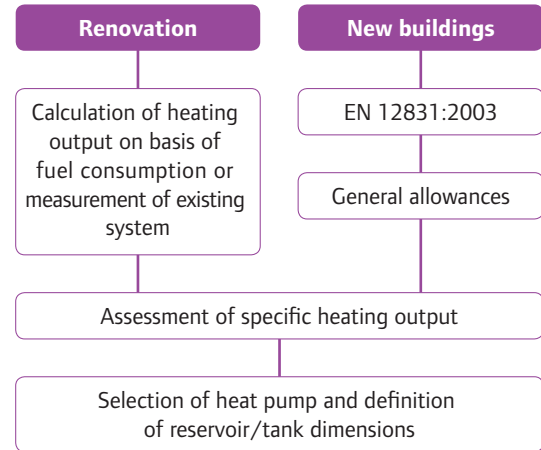 Renovation
New buildings
Calculation of heating
output on basis of
fuel consumption or
measurement of existing
system
EN 12831:2003
General allowances
Assessment of specific heating output
Selection of heat pump and definition
of reservoir/tank dimensions